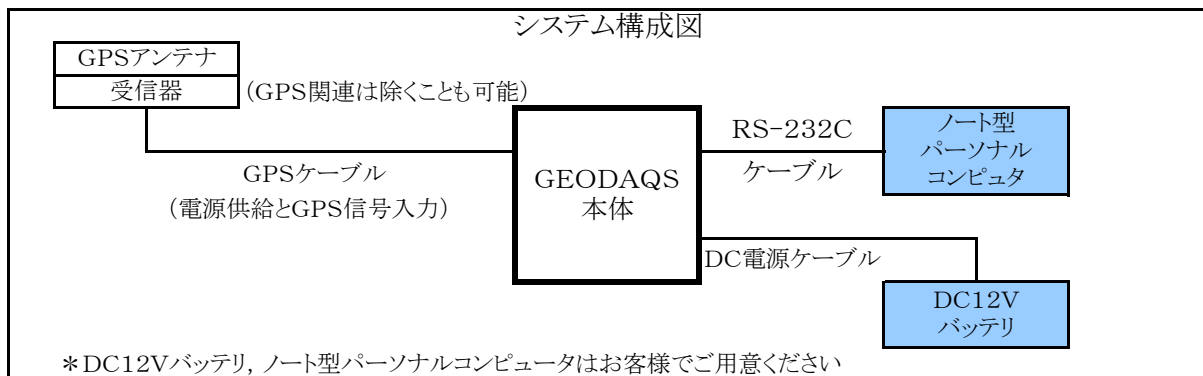 システム構成図
GPSアンテナ
受信器
(GPS関連は除くことも可能)
GPSケーブル
(電源供給とGPS信号入力)
GEODAQS
本体
RS-232C
ケーブル
ノート型
パーソナル
コンピュタ
DC電源ケーブル
DC12V
バッテリ
*DC12Vバッテリ, ノート型パーソナルコンピュータはお客様でご用意ください